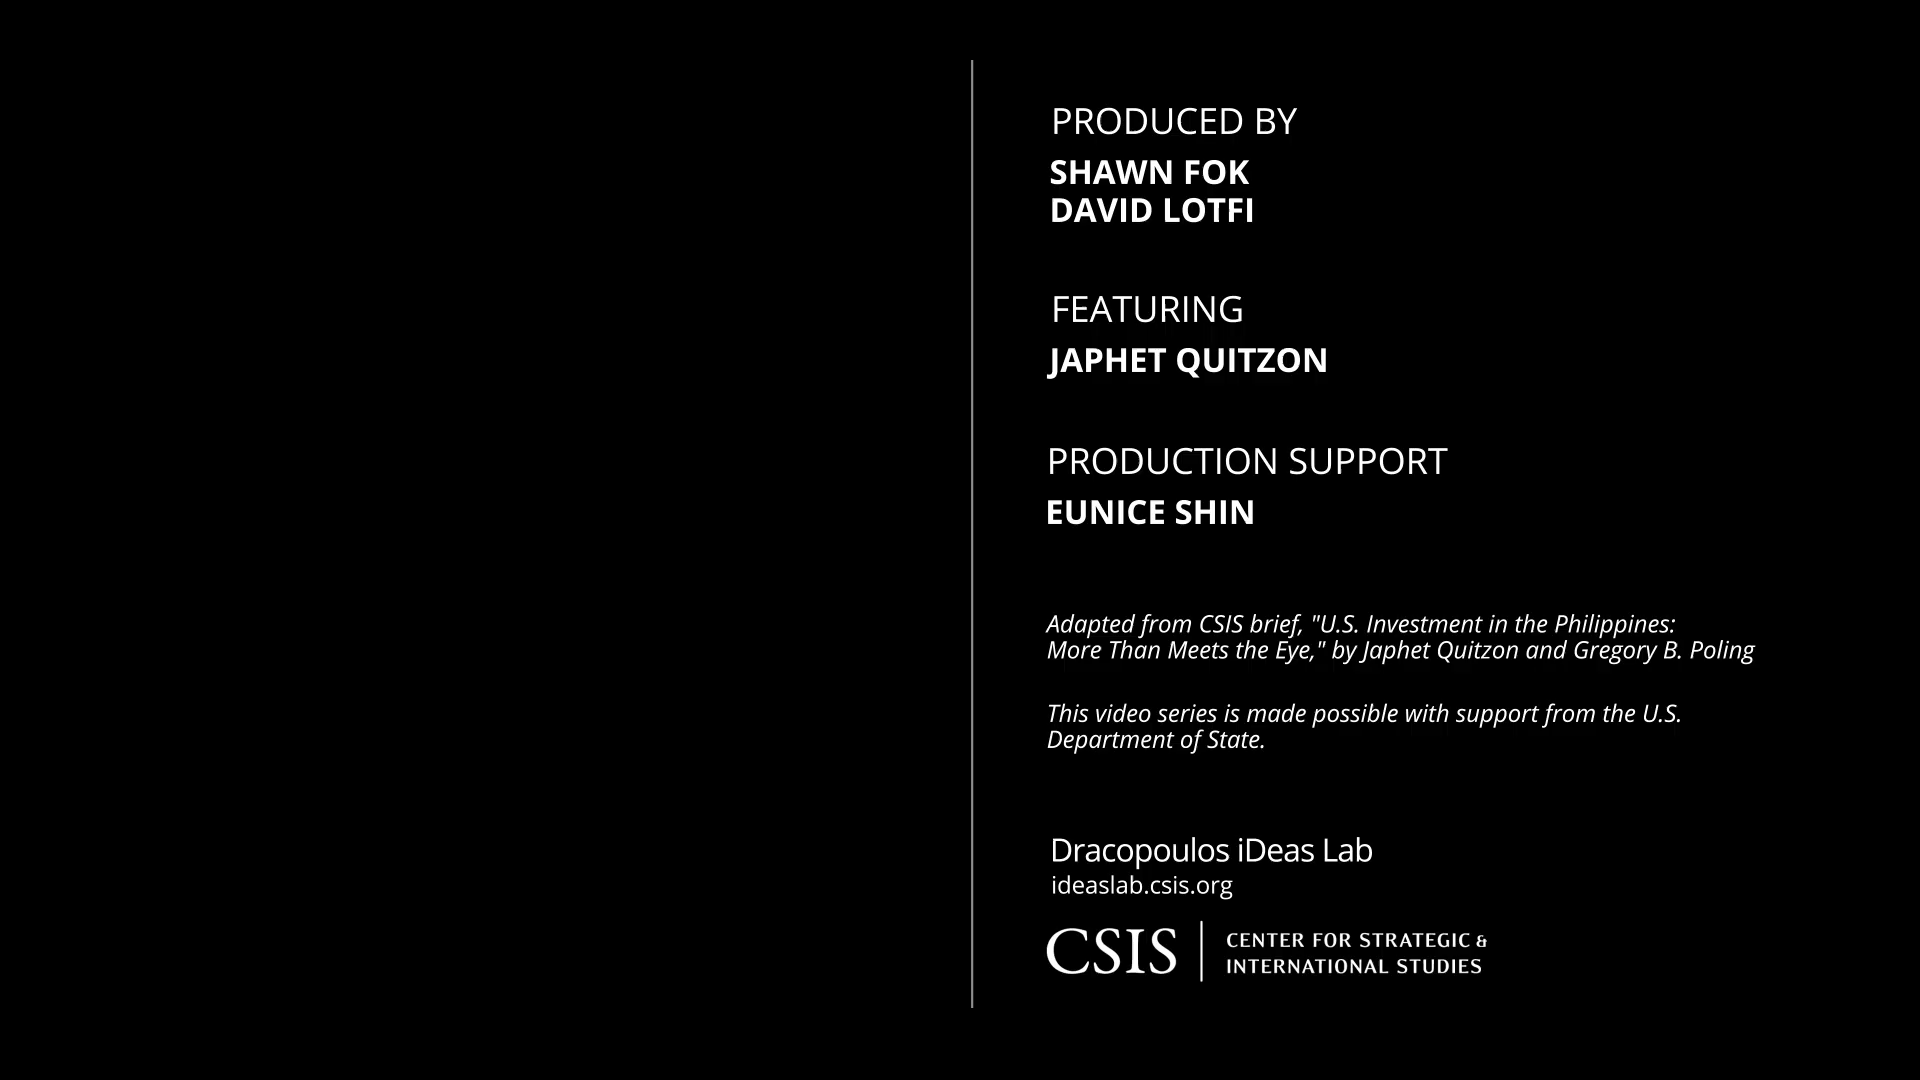 PRODUCED BY
SHAWN FOK
DAVID LOTFI
FEATURING
JAPHET QUITZON
PRODUCTION SUPPORT
EUNICE SHIN
Adapted from CSIS brief, "U.S. Investment in the Philippines:
More Than Meets the Eye," by Japhet Quitzon and Gregory B. Poling
This video series is made possible with support from the U.S.
Department of State.
Dracopoulos iDeas Lab
ideaslab.csis.org
CSIS
CENTER FOR STRATEGIC &
INTERNATIONAL STUDIES